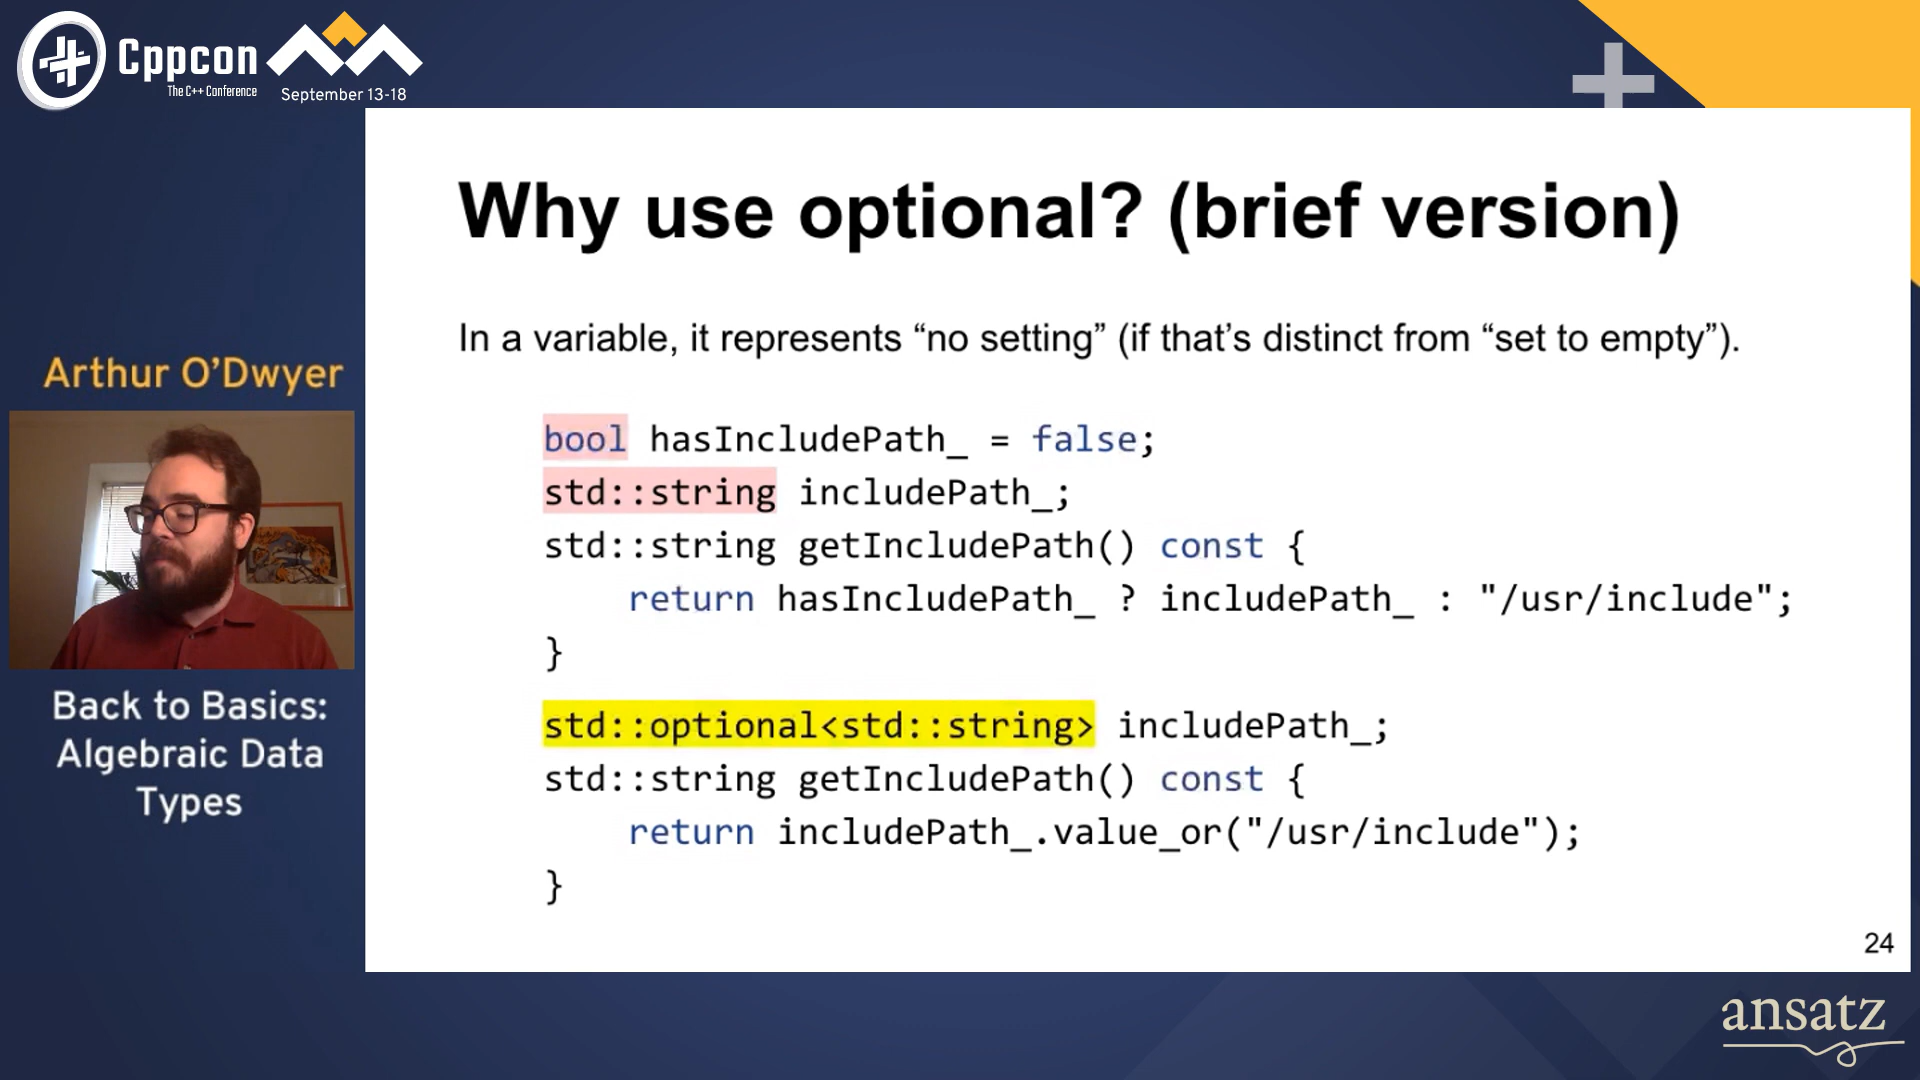 Cppcon
The C++ Conference
September 13-18
Arthur O'Dwyer
Back to Basics:
Algebraic Data
Types
Why use optional? (brief version)
In a variable, it represents “no setting” (if that’s distinct from “set to empty”).
bool hasIncludePath_ = false;
std::string includePath_;
std::string getIncludePath() const {
    return hasIncludePath_ ? includePath_ : "/usr/include";
}
std::optional<std::string> includePath_;
std::string getIncludePath() const {
    return includePath_.value_or("/usr/include");
}
24
ansatz